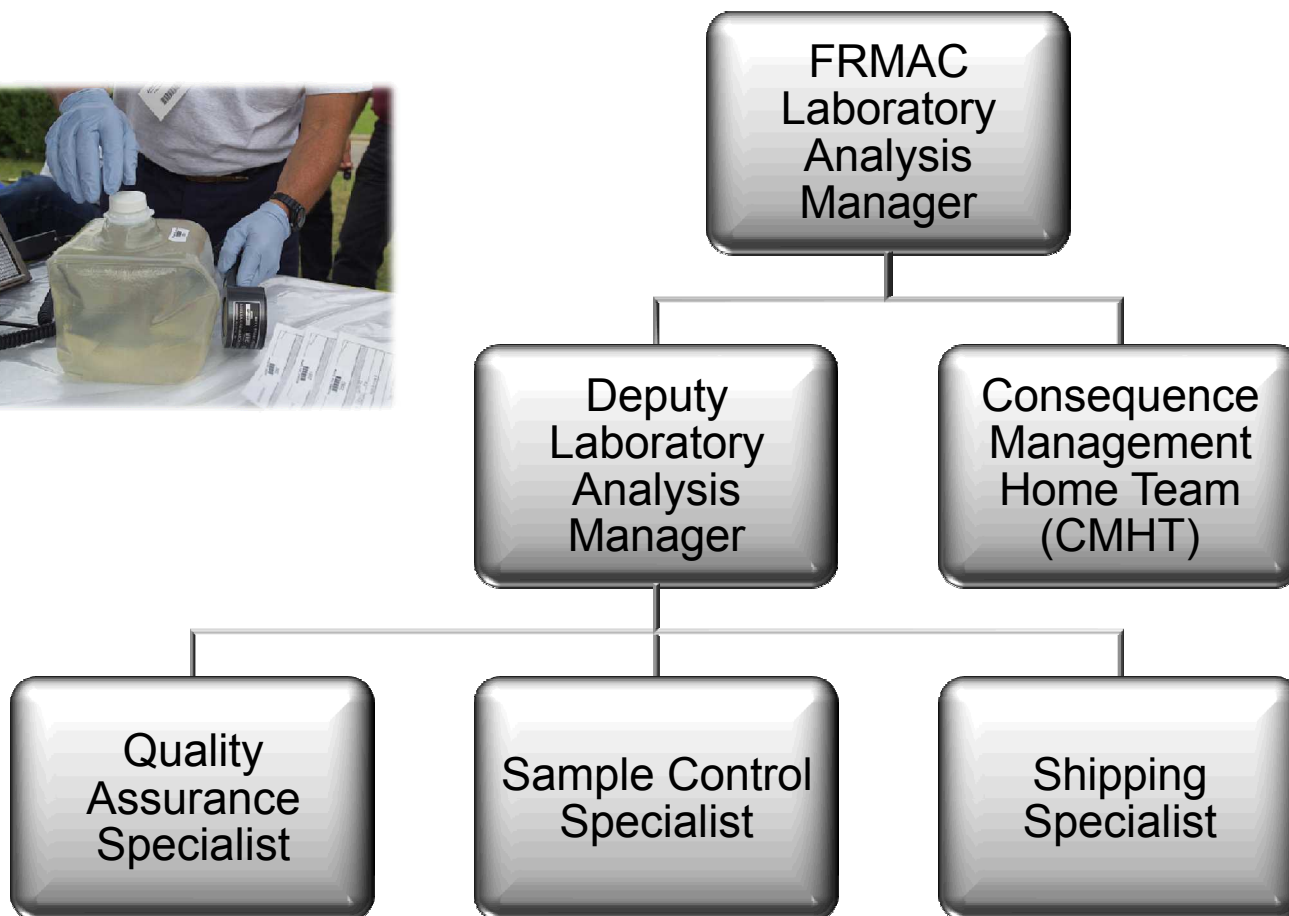 FRMAC
Laboratory
Analysis
Manager
Deputy
Laboratory
Analysis
Manager
Consequence
Management
Home Team
(CMHT)
Quality
Assurance
Specialist
Sample Control
Specialist
Shipping
Specialist